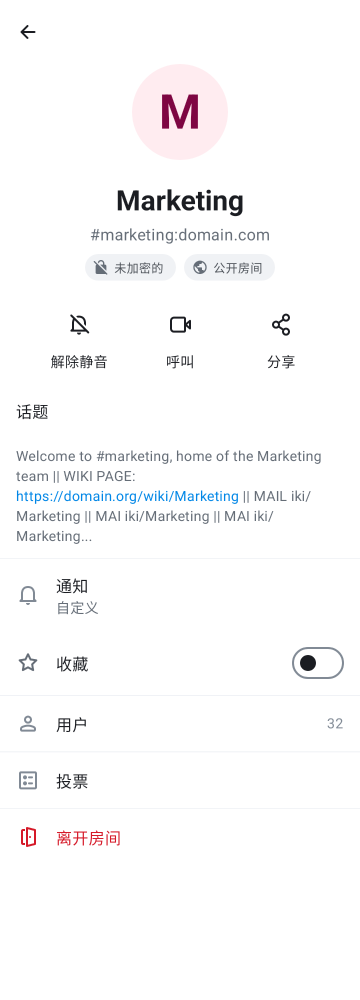 M
Marketing
#marketing:domain.com
未加密的 公开房间
解除静音 呼叫 分享
话题
Welcome to #marketing, home of the Marketing
team || WIKI PAGE:
https://domain.org/wiki/Marketing || MAIL iki/
Marketing || MAI iki/Marketing || MAI iki/
Marketing...
通知
自定义
收藏
用户 32
投票
离开房间